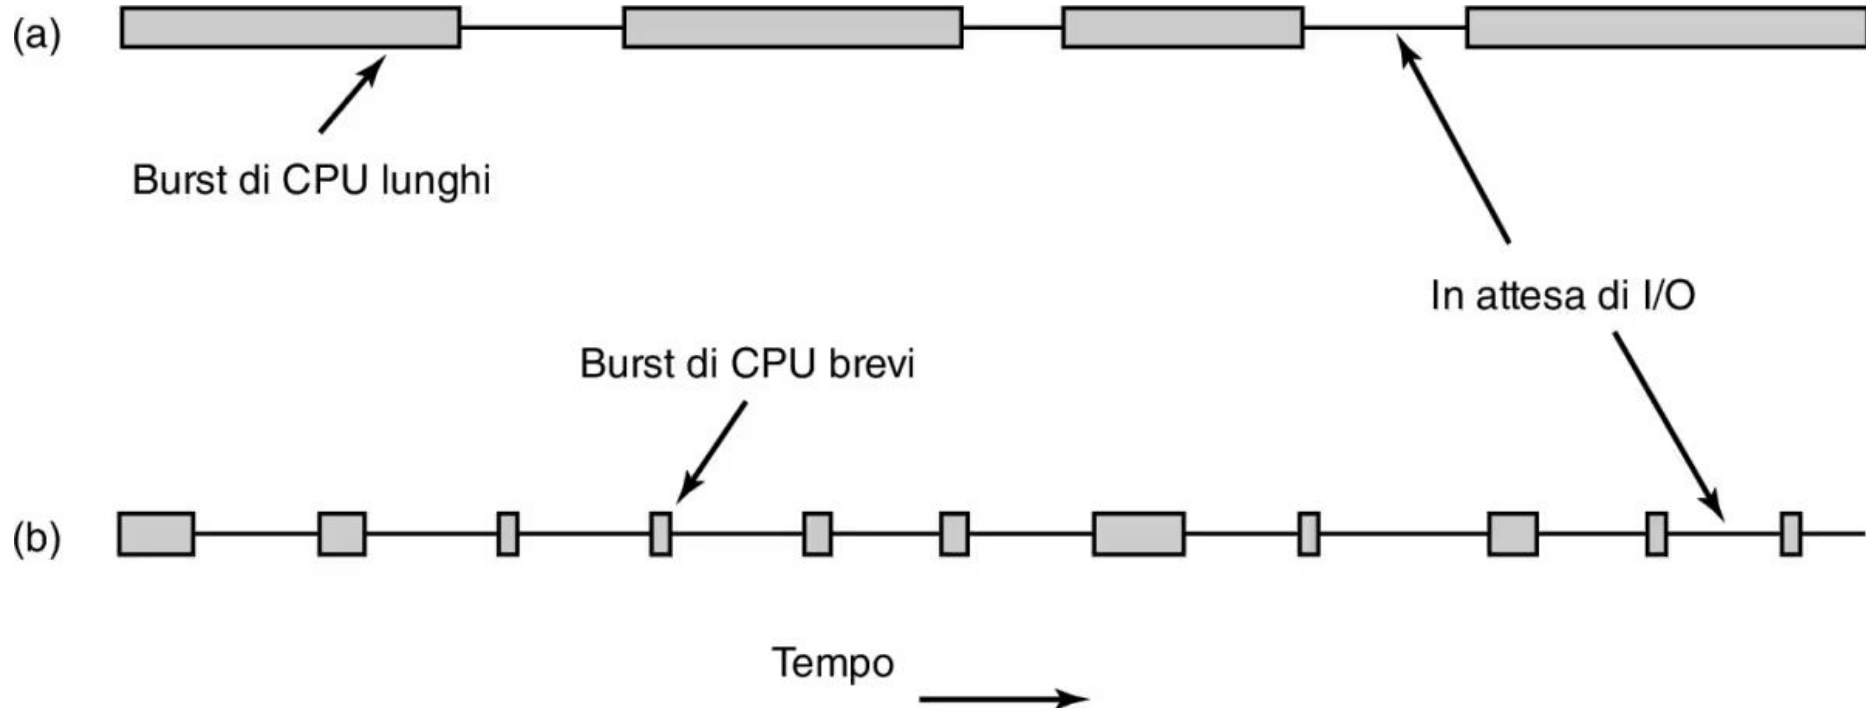 (a)
Burst di CPU lunghi
In attesa di I/O
Burst di CPU brevi
(b)
Tempo